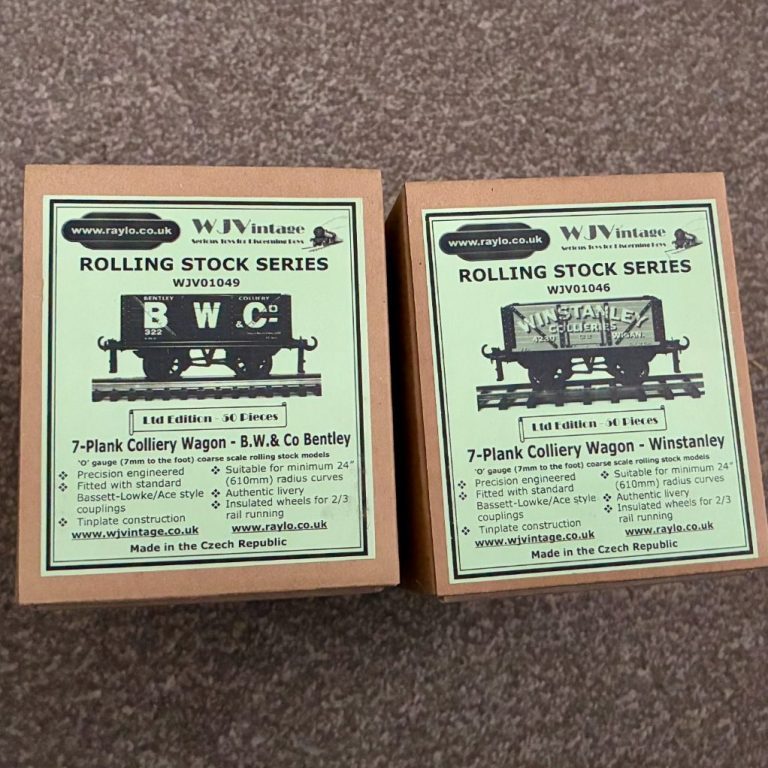 www.raylo.co.uk
WJVintage
Serious Toys for Discerning Boys
ROLLING STOCK SERIES
WJV01049
BENTLEY COLLIERY
B W & Co
322
Ltd Edition - 50 Pieces
7-Plank Colliery Wagon - B.W.& Co Bentley
'O' gauge (7mm to the foot) coarse scale rolling stock models
❖ Precision engineered
❖ Fitted with standard
Bassett-Lowke/Ace style
couplings
❖ Tinplate construction
❖ Suitable for minimum 24"
(610mm) radius curves
❖ Authentic livery
❖ Insulated wheels for 2/3
rail running
www.wjvintage.co.uk www.raylo.co.uk
Made in the Czech Republic
www.raylo.co.uk
WJVintage
Serious Toys for Discerning Boys
ROLLING STOCK SERIES
WJV01046
WINSTANLEY
COLLIERIES
4230 WIGAN.
Ltd Edition - 50 Pieces
7-Plank Colliery Wagon - Winstanley
'O' gauge (7mm to the foot) coarse scale rolling stock models
❖ Precision engineered
❖ Fitted with standard
Bassett-Lowke/Ace style
couplings
❖ Tinplate construction
❖ Suitable for minimum 24"
(610mm) radius curves
❖ Authentic livery
❖ Insulated wheels for 2/3
rail running
www.wjvintage.co.uk www.raylo.co.uk
Made in the Czech Republic